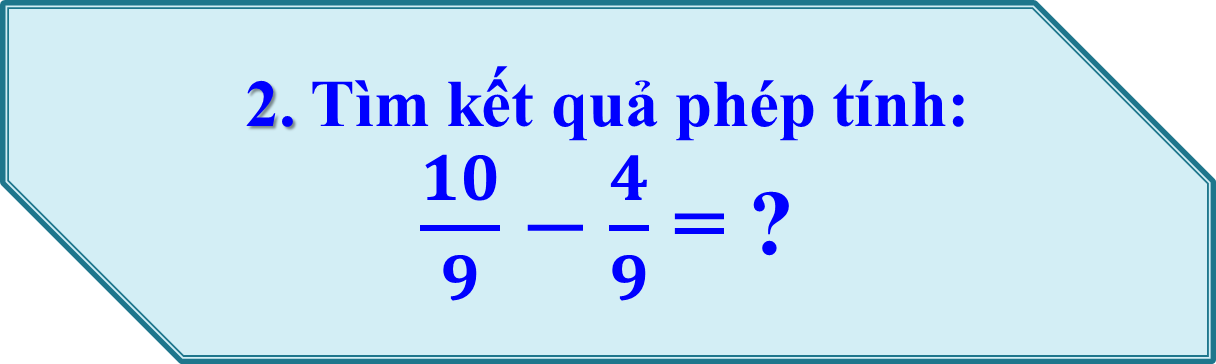 2. Tìm kết quả phép tính:
10/9 − 4/9 = ?